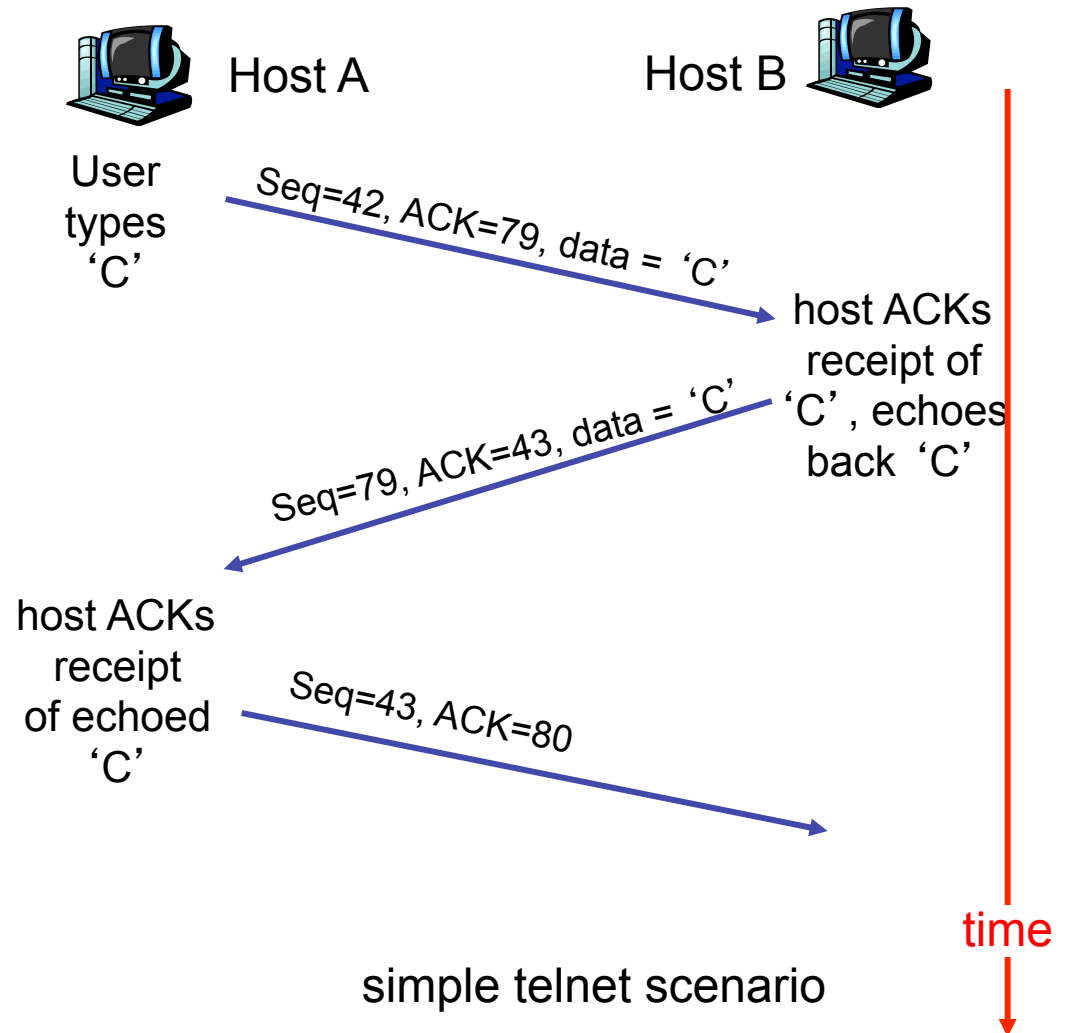 Host A
Host B
User
types
‘C’
Seq=42, ACK=79, data = ‘C’
host ACKs
receipt of
‘C’ , echoes
back ‘C’
Seq=79, ACK=43, data = ‘C’
host ACKs
receipt
of echoed
‘C’
Seq=43, ACK=80
time
simple telnet scenario